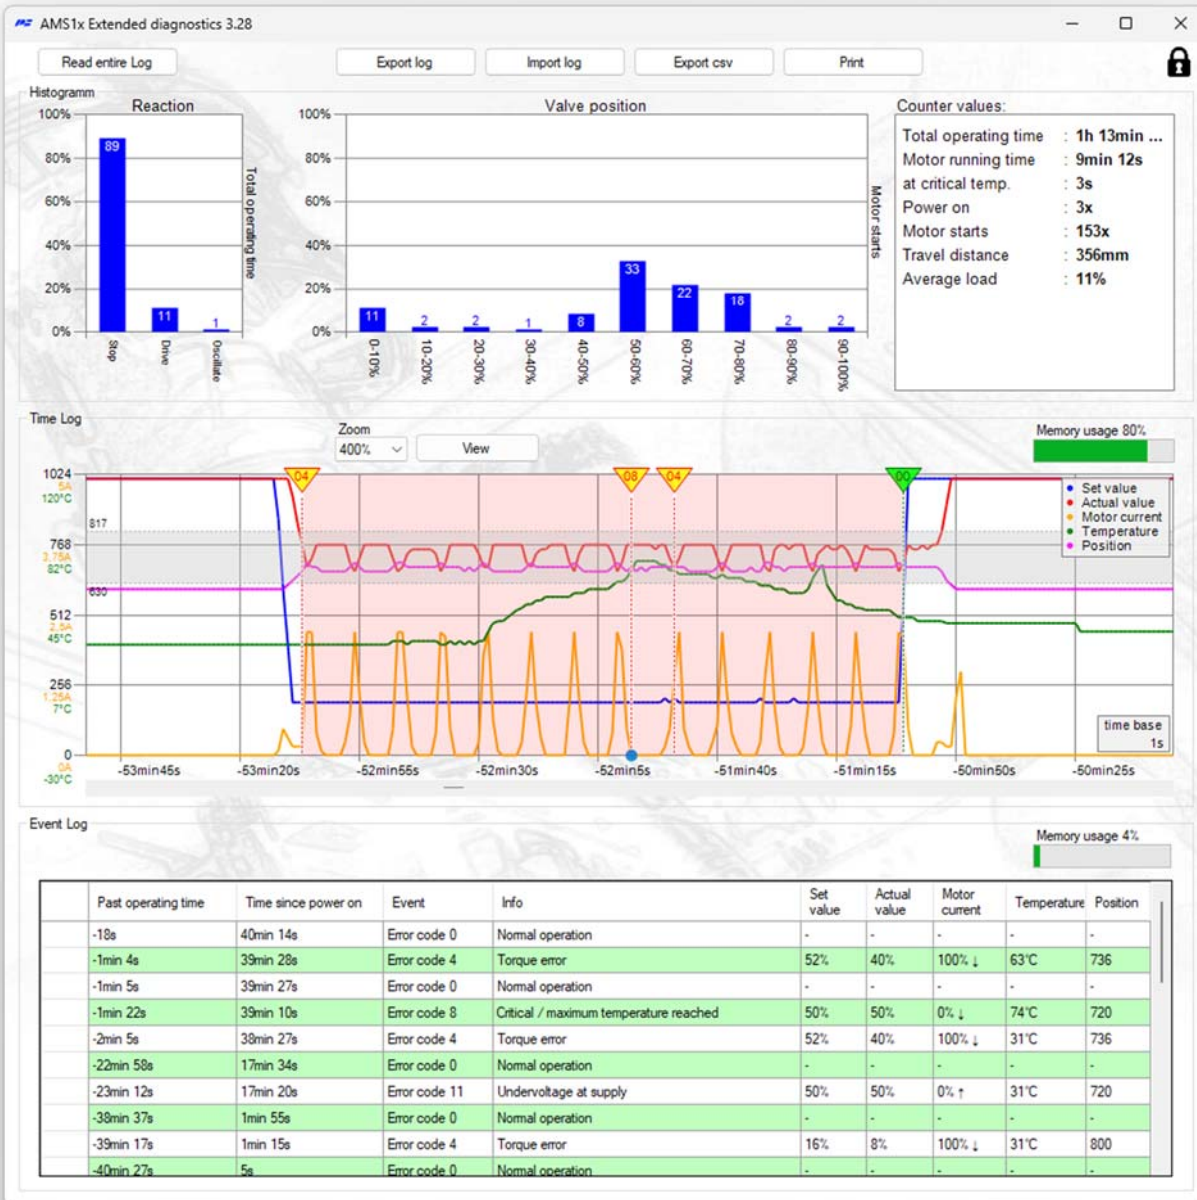 AMS1x Extended diagnostics 3.28
Read entire Log Export log Import log Export csv Print
Histogramm
Reaction
100%
80%
60%
40%
20%
0%
89 11 1
Stop Drive Oscillate
Total operating time
Valve position
100%
80%
60%
40%
20%
0%
11 2 2 1 8 33 22 18 2 2
0-10% 10-20% 20-30% 30-40% 40-50% 50-60% 60-70% 70-80% 80-90% 90-100%
Motor starts
Counter values:
Total operating time : 1h 13min ...
Motor running time : 9min 12s
at critical temp. : 3s
Power on : 3x
Motor starts : 153x
Travel distance : 356mm
Average load : 11%
Time Log
Zoom
400% View
Memory usage 80%
1024
5A
120°C
817
768
3.75A
82°C
630
512
2.5A
45°C
256
1.25A
7°C
0
0A
-30°C
04 08 04 00
Set value
Actual value
Motor current
Temperature
Position
time base
1s
-53min45s -53min20s -52min55s -52min30s -52min5s -51min40s -51min15s -50min50s -50min25s
Event Log
Memory usage 4%
Past operating time Time since power on Event Info Set value Actual value Motor current Temperature Position
-18s 40min 14s Error code 0 Normal operation - - - - -
-1min 4s 39min 28s Error code 4 Torque error 52% 40% 100% ↓ 63°C 736
-1min 5s 39min 27s Error code 0 Normal operation - - - - -
-1min 22s 39min 10s Error code 8 Critical / maximum temperature reached 50% 50% 0% ↓ 74°C 720
-2min 5s 38min 27s Error code 4 Torque error 52% 40% 100% ↓ 31°C 736
-22min 58s 17min 34s Error code 0 Normal operation - - - - -
-23min 12s 17min 20s Error code 11 Undervoltage at supply 50% 50% 0% ↑ 31°C 720
-38min 37s 1min 55s Error code 0 Normal operation - - - - -
-39min 17s 1min 15s Error code 4 Torque error 16% 8% 100% ↓ 31°C 800
-40min 27s 5s Error code 0 Normal operation - - - - -